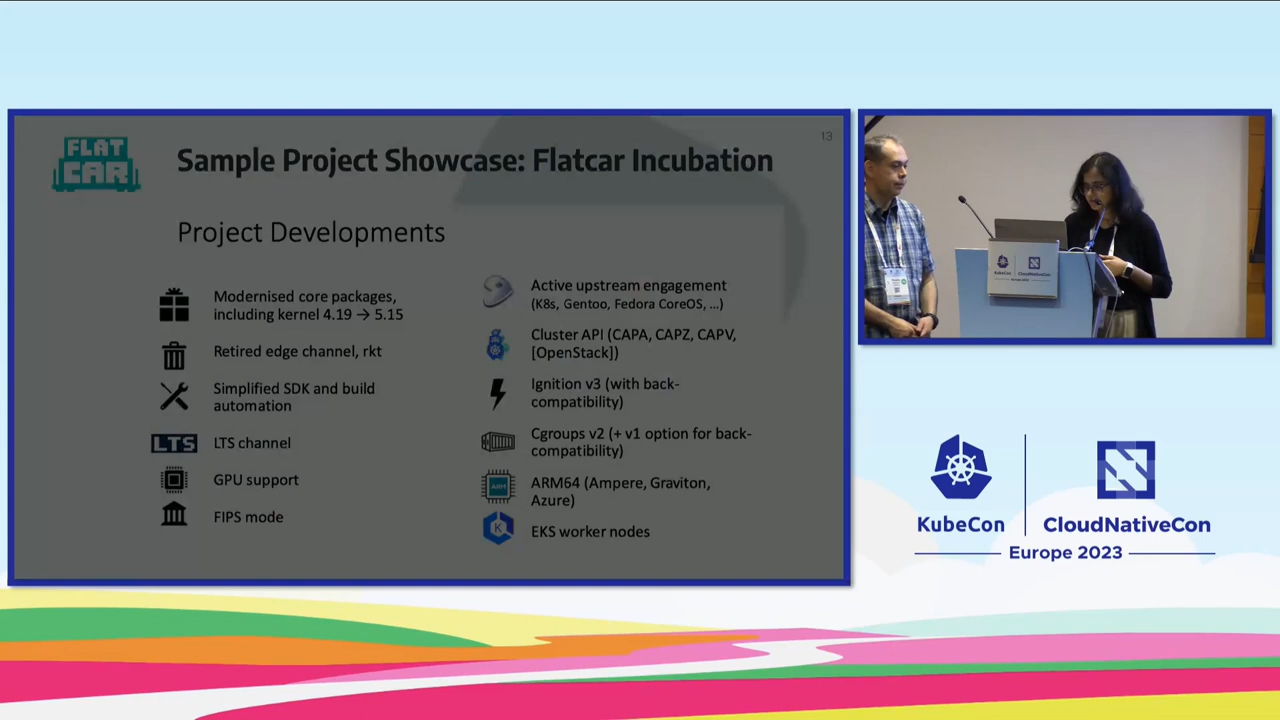 FLAT
CAR
13
Sample Project Showcase: Flatcar Incubation
Project Developments
Modernised core packages,
including kernel 4.19 → 5.15
Retired edge channel, rkt
Simplified SDK and build
automation
LTS
LTS channel
GPU support
FIPS mode
Active upstream engagement
(K8s, Gentoo, Fedora CoreOS, ...)
Cluster API (CAPA, CAPZ, CAPV,
[OpenStack])
Ignition v3 (with back-
compatibility)
Cgroups v2 (+ v1 option for back-
compatibility)
ARM
ARM64 (Ampere, Graviton,
Azure)
K
EKS worker nodes
KubeCon
CloudNativeCon
KubeCon
CloudNativeCon
Europe 2023